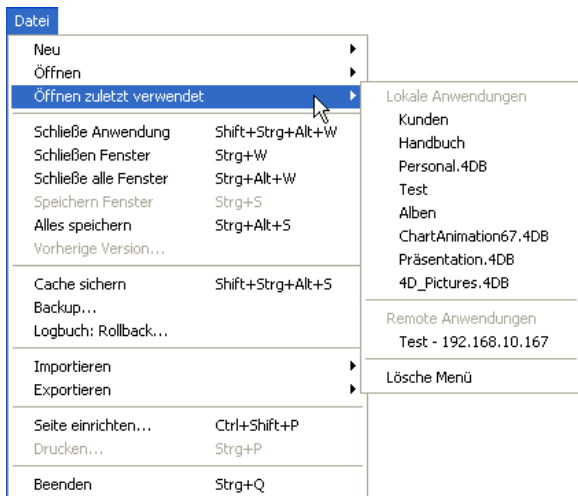 Datei
Neu
Öffnen
Öffnen zuletzt verwendet
Schließe Anwendung Shift+Strg+Alt+W
Schließen Fenster Strg+W
Schließe alle Fenster Strg+Alt+W
Speichern Fenster Strg+S
Alles speichern Strg+Alt+S
Vorherige Version...
Cache sichern Shift+Strg+Alt+S
Backup...
Logbuch: Rollback...
Importieren
Exportieren
Seite einrichten... Ctrl+Shift+P
Drucken... Strg+P
Beenden Strg+Q
Lokale Anwendungen
Kunden
Handbuch
Personal.4DB
Test
Alben
ChartAnimation67.4DB
Präsentation.4DB
4D_Pictures.4DB
Remote Anwendungen
Test - 192.168.10.167
Lösche Menü